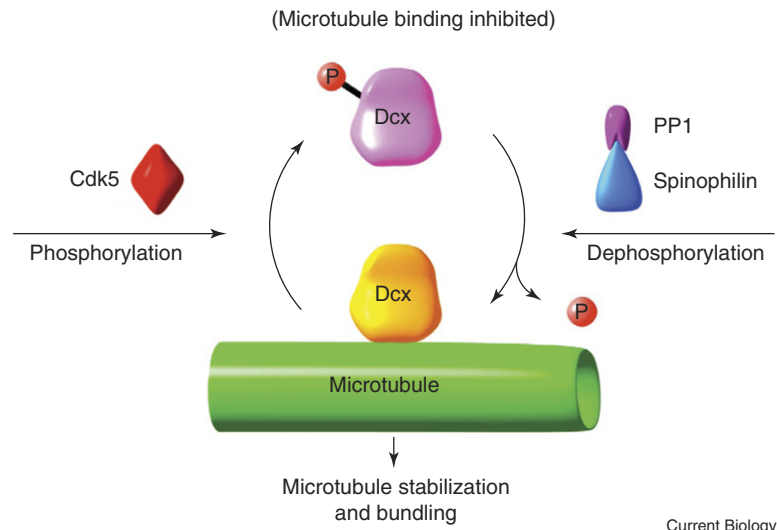 (Microtubule binding inhibited)
P
Dcx
PP1
Cdk5
Spinophilin
Phosphorylation
Dephosphorylation
Dcx
P
Microtubule
Microtubule stabilization
and bundling
Current Biology